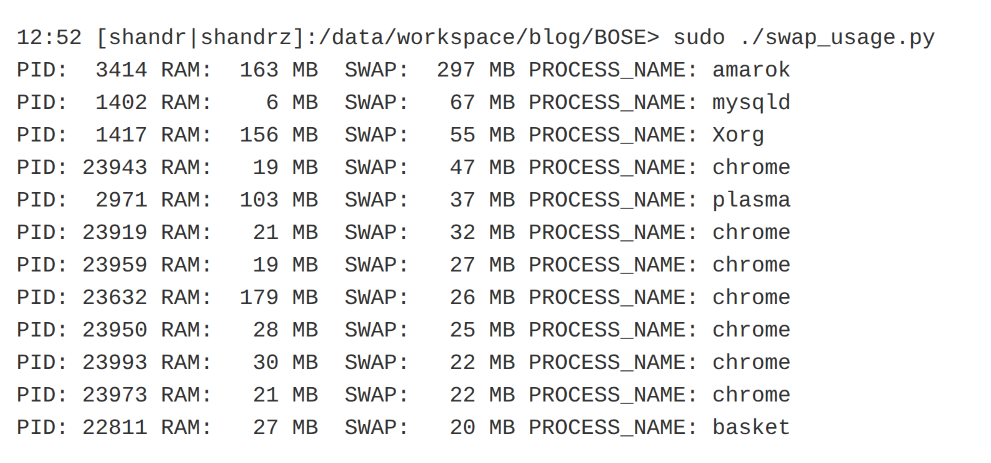 12:52 [shandr|shandrz]:/data/workspace/blog/BOSE> sudo ./swap_usage.py
PID:  3414 RAM:  163 MB  SWAP:  297 MB PROCESS_NAME: amarok
PID:  1402 RAM:    6 MB  SWAP:   67 MB PROCESS_NAME: mysqld
PID:  1417 RAM:  156 MB  SWAP:   55 MB PROCESS_NAME: Xorg
PID: 23943 RAM:   19 MB  SWAP:   47 MB PROCESS_NAME: chrome
PID:  2971 RAM:  103 MB  SWAP:   37 MB PROCESS_NAME: plasma
PID: 23919 RAM:   21 MB  SWAP:   32 MB PROCESS_NAME: chrome
PID: 23959 RAM:   19 MB  SWAP:   27 MB PROCESS_NAME: chrome
PID: 23632 RAM:  179 MB  SWAP:   26 MB PROCESS_NAME: chrome
PID: 23950 RAM:   28 MB  SWAP:   25 MB PROCESS_NAME: chrome
PID: 23993 RAM:   30 MB  SWAP:   22 MB PROCESS_NAME: chrome
PID: 23973 RAM:   21 MB  SWAP:   22 MB PROCESS_NAME: chrome
PID: 22811 RAM:   27 MB  SWAP:   20 MB PROCESS_NAME: basket